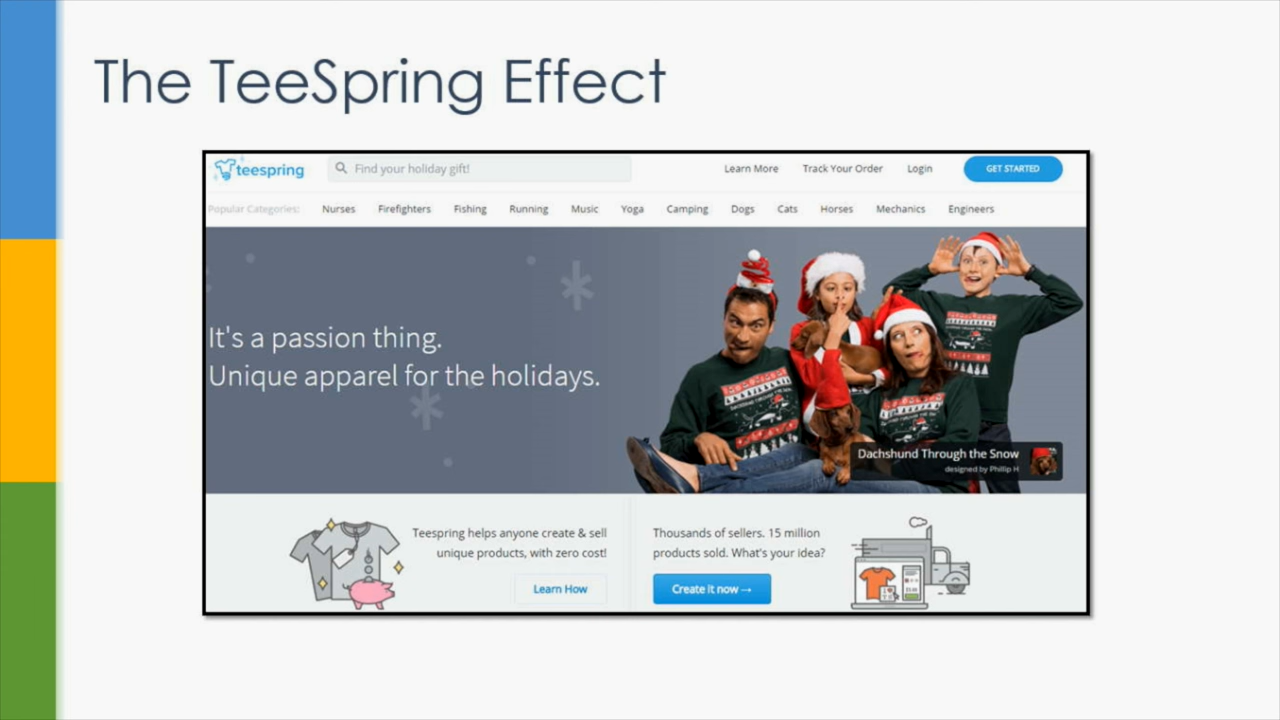 The TeeSpring Effect
teespring
Find your holiday gift!
Learn More
Track Your Order
Login
GET STARTED
Popular Categories:
Nurses
Firefighters
Fishing
Running
Music
Yoga
Camping
Dogs
Cats
Horses
Mechanics
Engineers
It's a passion thing.
Unique apparel for the holidays.
Dachshund Through the Snow
designed by Phillip H
Teespring helps anyone create & sell
unique products, with zero cost!
Learn How
Thousands of sellers. 15 million
products sold. What's your idea?
Create it now →